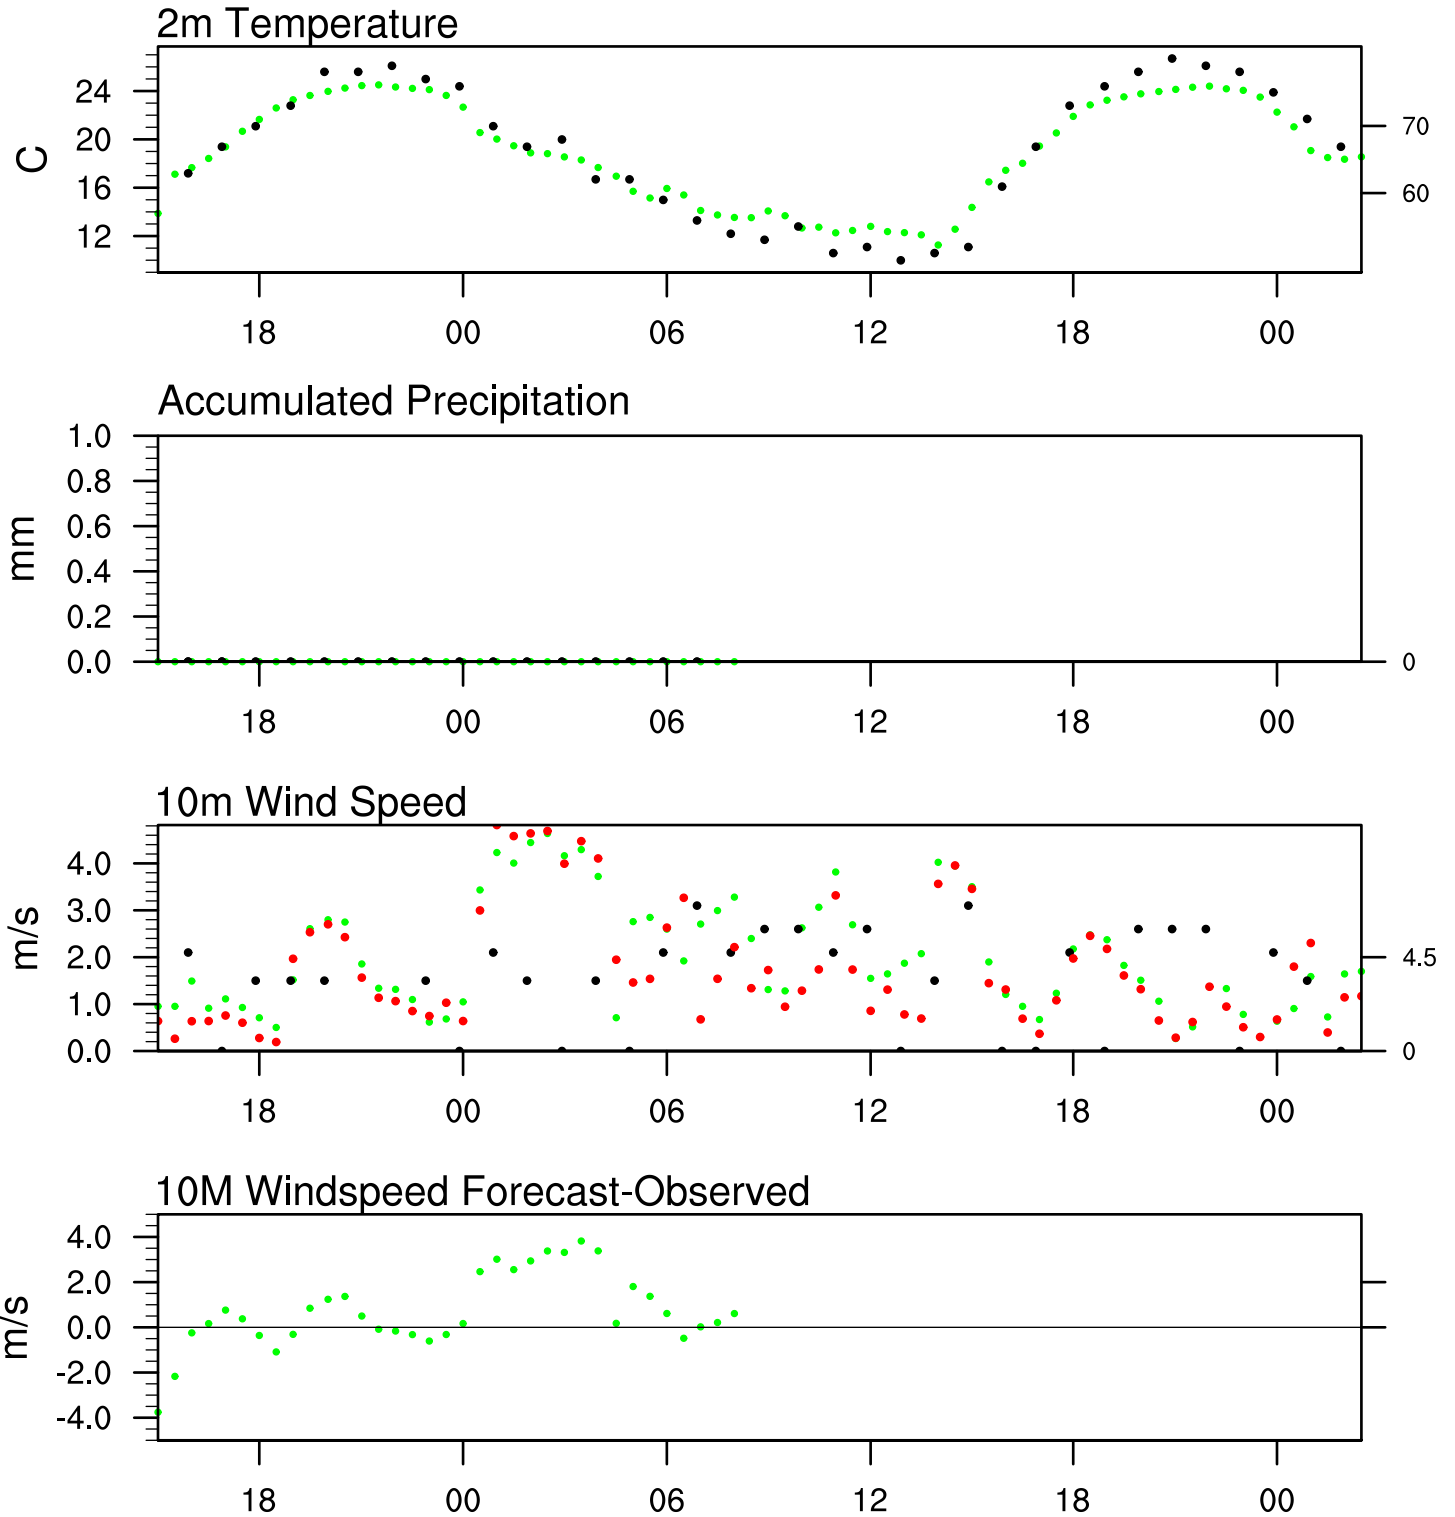 2m Temperature
24
20
16
12
C
70
60
18 00 06 12 18 00
Accumulated Precipitation
1.0
0.8
0.6
0.4
0.2
0.0
mm
0
18 00 06 12 18 00
10m Wind Speed
4.0
3.0
2.0
1.0
0.0
m/s
4.5
0
18 00 06 12 18 00
10M Windspeed Forecast-Observed
4.0
2.0
0.0
-2.0
-4.0
m/s
18 00 06 12 18 00